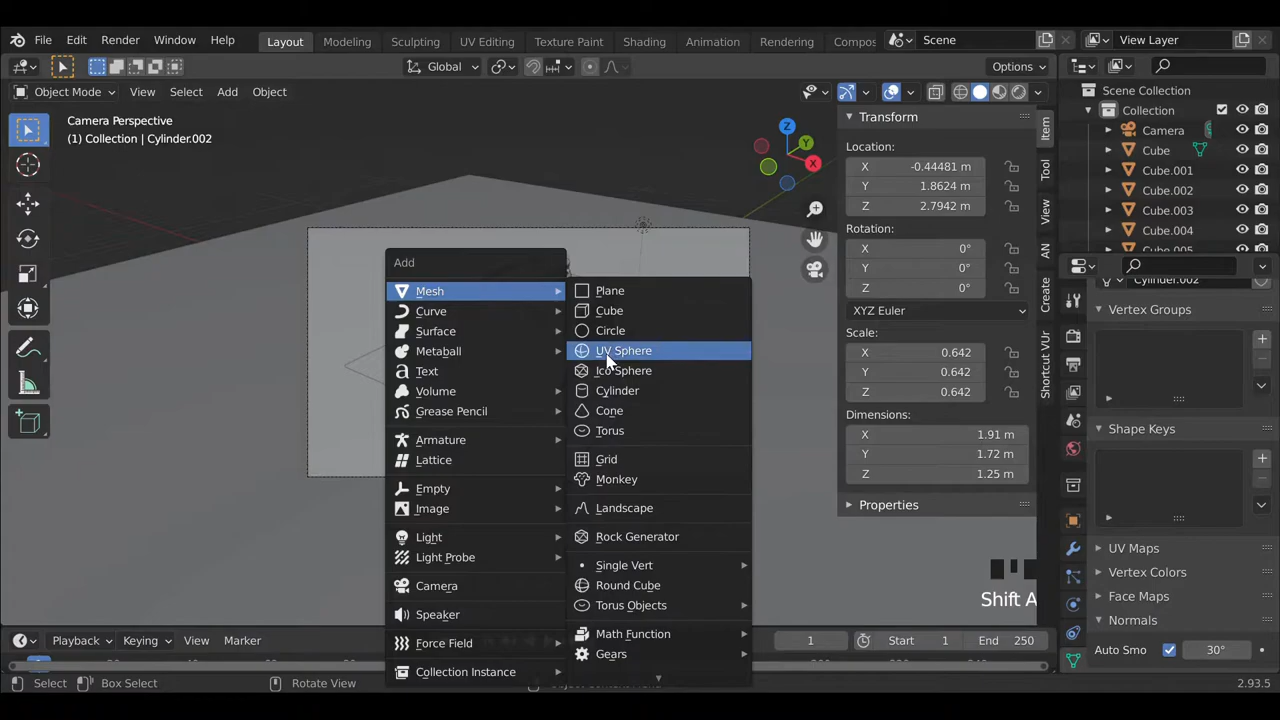 File Edit Render Window Help Layout Modeling Sculpting UV Editing Texture Paint Shading Animation Rendering Compos Scene View Layer
Global Options
Object Mode View Select Add Object
Camera Perspective
(1) Collection | Cylinder.002
Z
Y
X
Add
Mesh
Curve
Surface
Metaball
Text
Volume
Grease Pencil
Armature
Lattice
Empty
Image
Light
Light Probe
Camera
Speaker
Force Field
Collection Instance
Plane
Cube
Circle
UV Sphere
Ico Sphere
Cylinder
Cone
Torus
Grid
Monkey
Landscape
Rock Generator
Single Vert
Round Cube
Torus Objects
Math Function
Gears
Transform
Location:
X -0.44481 m
Y 1.8624 m
Z 2.7942 m
Rotation:
X 0°
Y 0°
Z 0°
XYZ Euler
Scale:
X 0.642
Y 0.642
Z 0.642
Dimensions:
X 1.91 m
Y 1.72 m
Z 1.25 m
Properties
Item
Tool
View
AN
Create
Shortcut VUr
Shift A
Scene Collection
Collection
Camera
Cube
Cube.001
Cube.002
Cube.003
Cube.004
Cube.005
Cylinder.002
Vertex Groups
Shape Keys
UV Maps
Vertex Colors
Face Maps
Normals
Auto Smo 30°
Playback Keying View Marker 1 Start 1 End 250
Select Box Select Rotate View 2.93.5